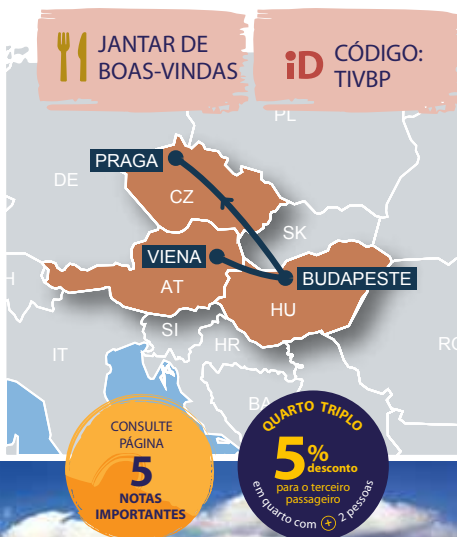 JANTAR DE
BOAS-VINDAS
iD
CÓDIGO:
TIVBP
PL
DE
PRAGA
CZ
SK
VIENA
AT
BUDAPESTE
HU
SI
HR
IT
BA
CONSULTE
PÁGINA
5
NOTAS
IMPORTANTES
QUARTO TRIPLO
5%
desconto
para o terceiro
passageiro
em quarto com + 2 pessoas